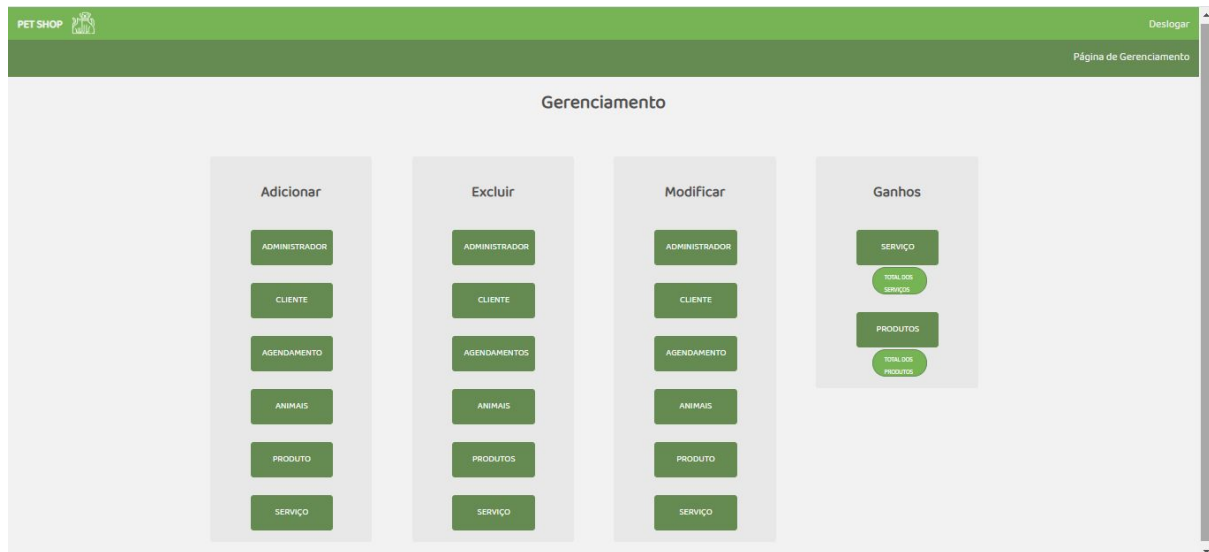 PET SHOP
Deslogar
Página de Gerenciamento
Gerenciamento
Adicionar
ADMINISTRADOR
CLIENTE
AGENDAMENTO
ANIMAIS
PRODUTO
SERVIÇO
Excluir
ADMINISTRADOR
CLIENTE
AGENDAMENTOS
ANIMAIS
PRODUTOS
SERVIÇO
Modificar
ADMINISTRADOR
CLIENTE
AGENDAMENTO
ANIMAIS
PRODUTO
SERVIÇO
Ganhos
SERVIÇO
TOTAL DOS
SERVIÇOS
PRODUTOS
TOTAL DOS
PRODUTOS